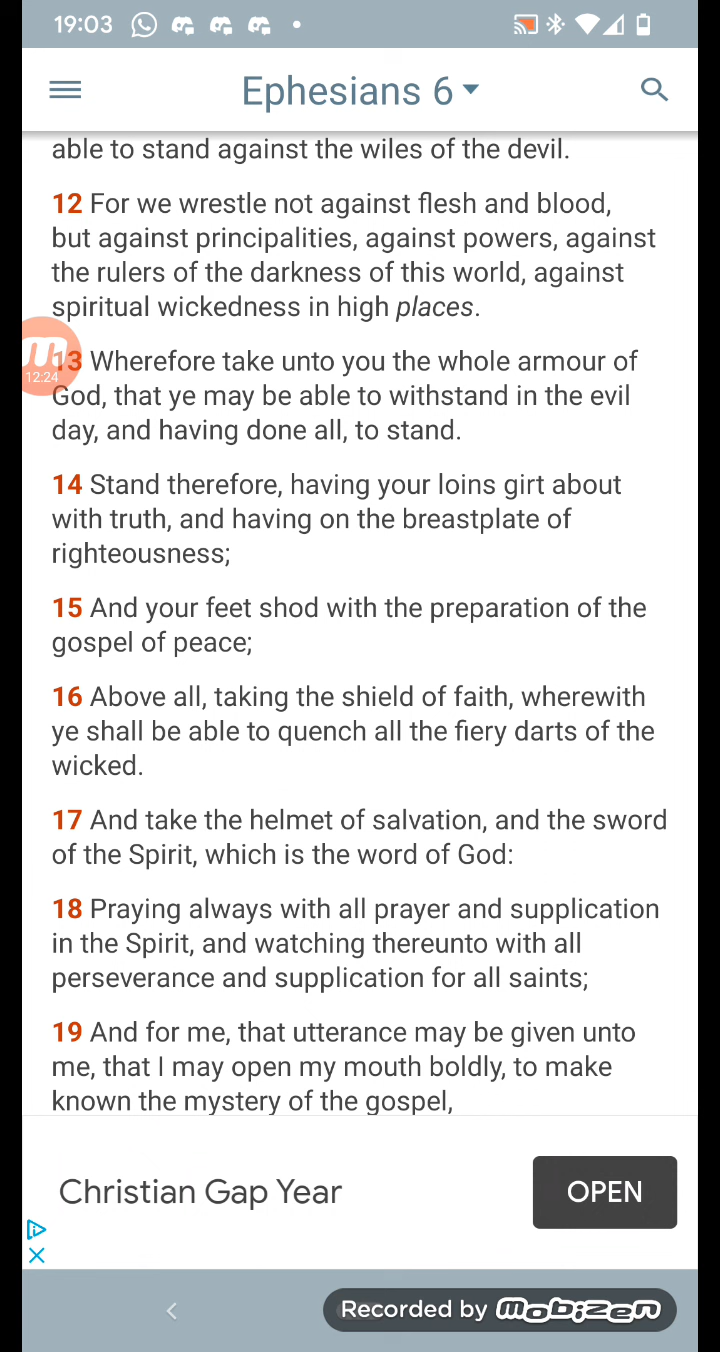 19:03
Ephesians 6
able to stand against the wiles of the devil.
12 For we wrestle not against flesh and blood,
but against principalities, against powers, against
the rulers of the darkness of this world, against
spiritual wickedness in high places.
13 Wherefore take unto you the whole armour of
12:24
God, that ye may be able to withstand in the evil
day, and having done all, to stand.
14 Stand therefore, having your loins girt about
with truth, and having on the breastplate of
righteousness;
15 And your feet shod with the preparation of the
gospel of peace;
16 Above all, taking the shield of faith, wherewith
ye shall be able to quench all the fiery darts of the
wicked.
17 And take the helmet of salvation, and the sword
of the Spirit, which is the word of God:
18 Praying always with all prayer and supplication
in the Spirit, and watching thereunto with all
perseverance and supplication for all saints;
19 And for me, that utterance may be given unto
me, that I may open my mouth boldly, to make
known the mystery of the gospel,
Christian Gap Year
OPEN
Recorded by mobizen